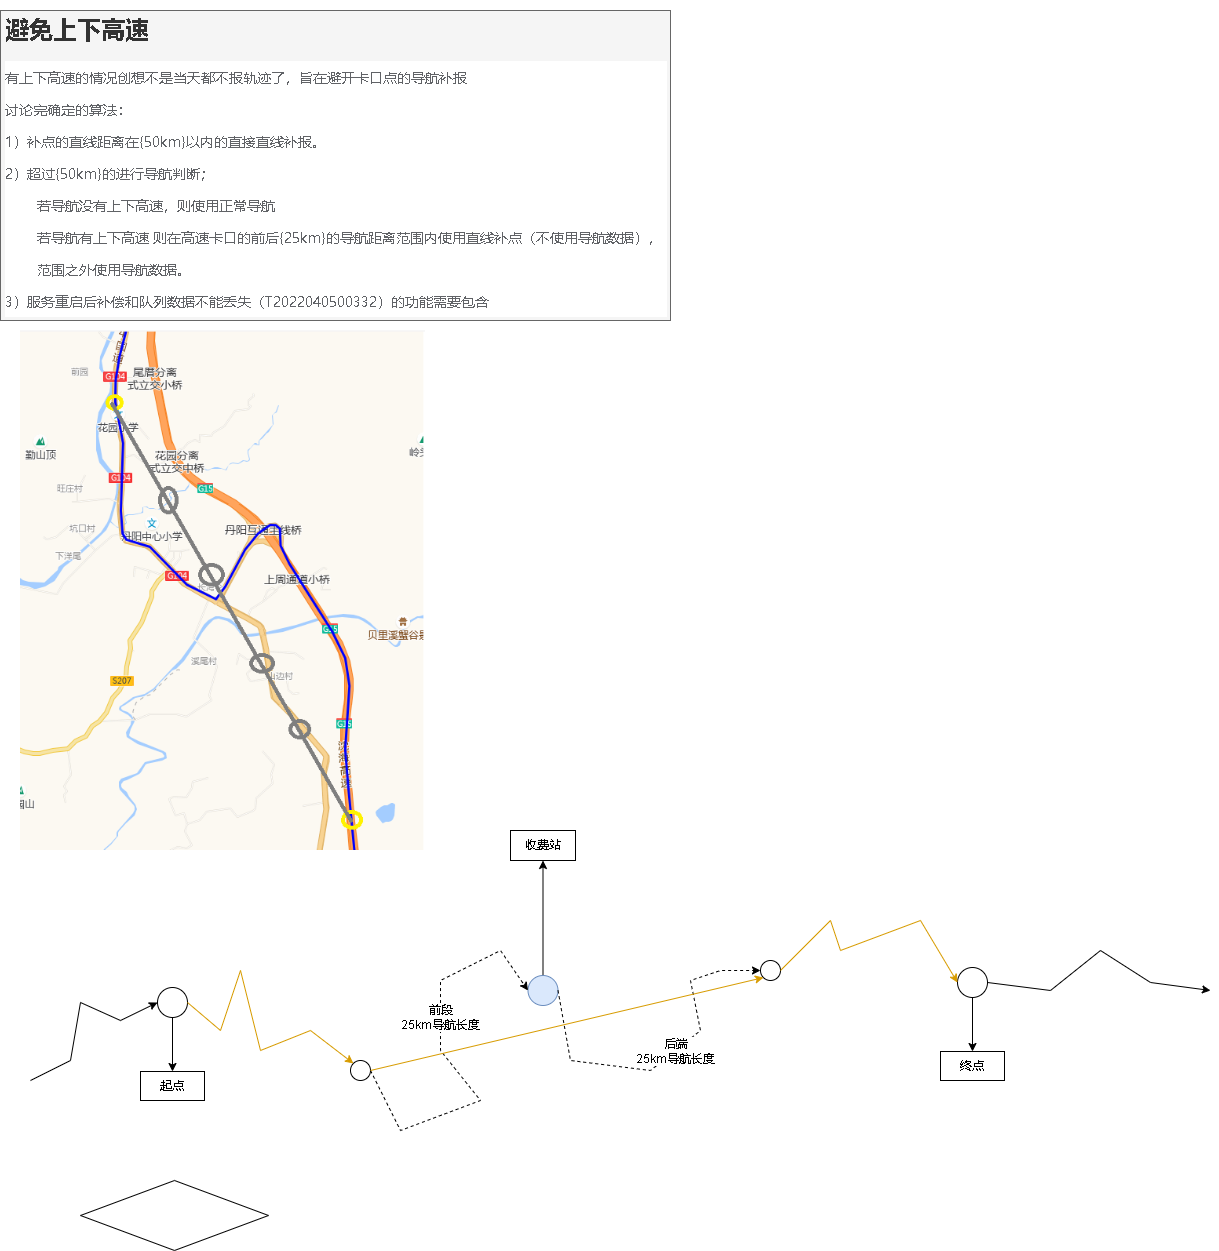 避免上下高速
有上下高速的情况创想不是当天都不报轨迹了，旨在避开卡口点的导航补报
讨论完确定的算法：
1）补点的直线距离在{50km}以内的直接直线补报。
2）超过{50km}的进行导航判断；
若导航没有上下高速，则使用正常导航
若导航有上下高速 则在高速卡口的前后{25km}的导航距离范围内使用直线补点（不使用导航数据），
范围之外使用导航数据。
3）服务重启后补偿和队列数据不能丢失（T2022040500332）的功能需要包含
前园
G104
尾厝分离
式立交小桥
花园小学
勤山顶
花园分离
式立交中桥
岭头
G104
旺庄村
G15
坑口村
丹阳中心小学
丹阳互通主线桥
下洋尾
G104
上周通道小桥
G15
贝里溪蟹谷景
溪尾村
山边村
S207
G15
沈海高速
收费站
前段
25km导航长度
后端
25km导航长度
起点
终点